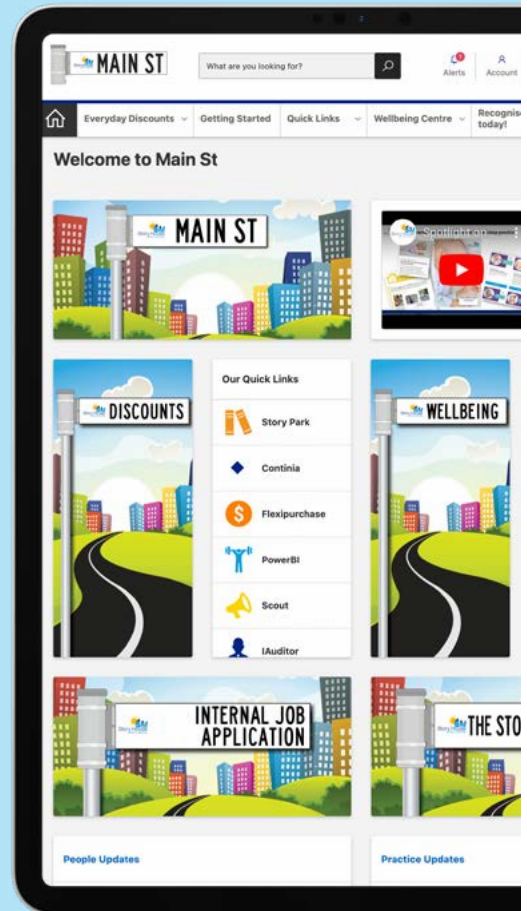 MAIN ST
What are you looking for?
Alerts
Account
Everyday Discounts
Getting Started
Quick Links
Wellbeing Centre
Recognise
today!
Welcome to Main St
MAIN ST
Spotlight on
DISCOUNTS
Our Quick Links
Story Park
Continia
Flexipurchase
PowerBI
Scout
IAuditor
WELLBEING
INTERNAL JOB
APPLICATION
THE STO
People Updates
Practice Updates